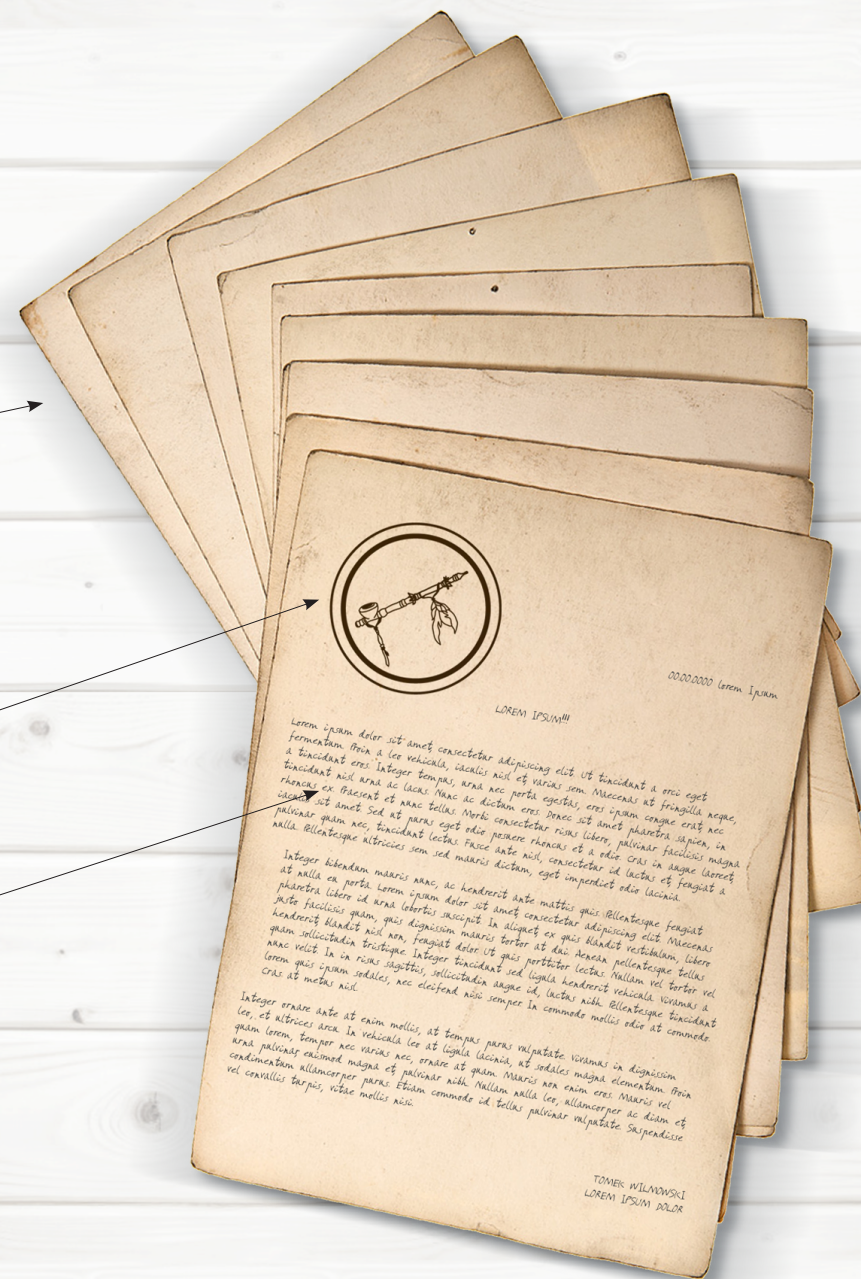 00.00.0000 Lorem Ipsum
LOREM IPSUM!!!
Lorem ipsum dolor sit amet, consectetur adipiscing elit. Ut tincidunt a orci eget
fermentum. Proin a leo vehicula, iaculis nisl et, varius sem. Maecenas ut fringilla neque,
a tincidunt eros. Integer tempus, urna nec porta egestas, eros ipsum congue erat, nec
tincidunt nisl urna ac lacus. Nunc ac dictum eros. Donec sit amet pharetra sapien, in
rhoncus ex. Praesent et nunc tellus. Morbi consectetur risus libero, pulvinar facilisis magna
iaculis sit amet. Sed ut purus eget odio posuere rhoncus et a odio. Cras in augue laoreet,
pulvinar quam nec, tincidunt lectus. Fusce ante nisl, consectetur id luctus et, feugiat a
nulla. Pellentesque ultricies sem sed mauris dictum, eget imperdiet odio lacinia.
Integer bibendum mauris nunc, ac hendrerit ante mattis quis. Pellentesque feugiat
at nulla eu porta. Lorem ipsum dolor sit amet, consectetur adipiscing elit. Maecenas
pharetra libero id urna lobortis suscipit. In aliquet, ex quis blandit vestibulum, libero
justo facilisis quam, quis dignissim mauris tortor at dui. Aenean pellentesque tellus
hendrerit, blandit nisl non, feugiat dolor. Ut quis porttitor lectus. Nullam vel tortor vel
quam sollicitudin tristique. Integer tincidunt sed ligula hendrerit vehicula. Vivamus a
nunc velit. In in risus sagittis, sollicitudin augue id, luctus nibh. Pellentesque tincidunt
lorem quis ipsum sodales, nec eleifend nisi semper. In commodo mollis odio at commodo.
Cras at metus nisl.
Integer ornare ante at enim mollis, at tempus purus vulputate. Vivamus in dignissim
leo, et ultrices arcu. In vehicula leo at ligula lacinia, ut sodales magna elementum. Proin
quam lorem, tempor nec varius nec, ornare at quam. Mauris non enim eros. Mauris vel
urna pulvinar, euismod magna et, pulvinar nibh. Nullam nulla leo, ullamcorper ac diam et,
condimentum ullamcorper purus. Etiam commodo id tellus pulvinar vulputate. Suspendisse
vel convallis turpis, vitae mollis nisi.
TOMEK WILMOWSKI
LOREM IPSUM DOLOR